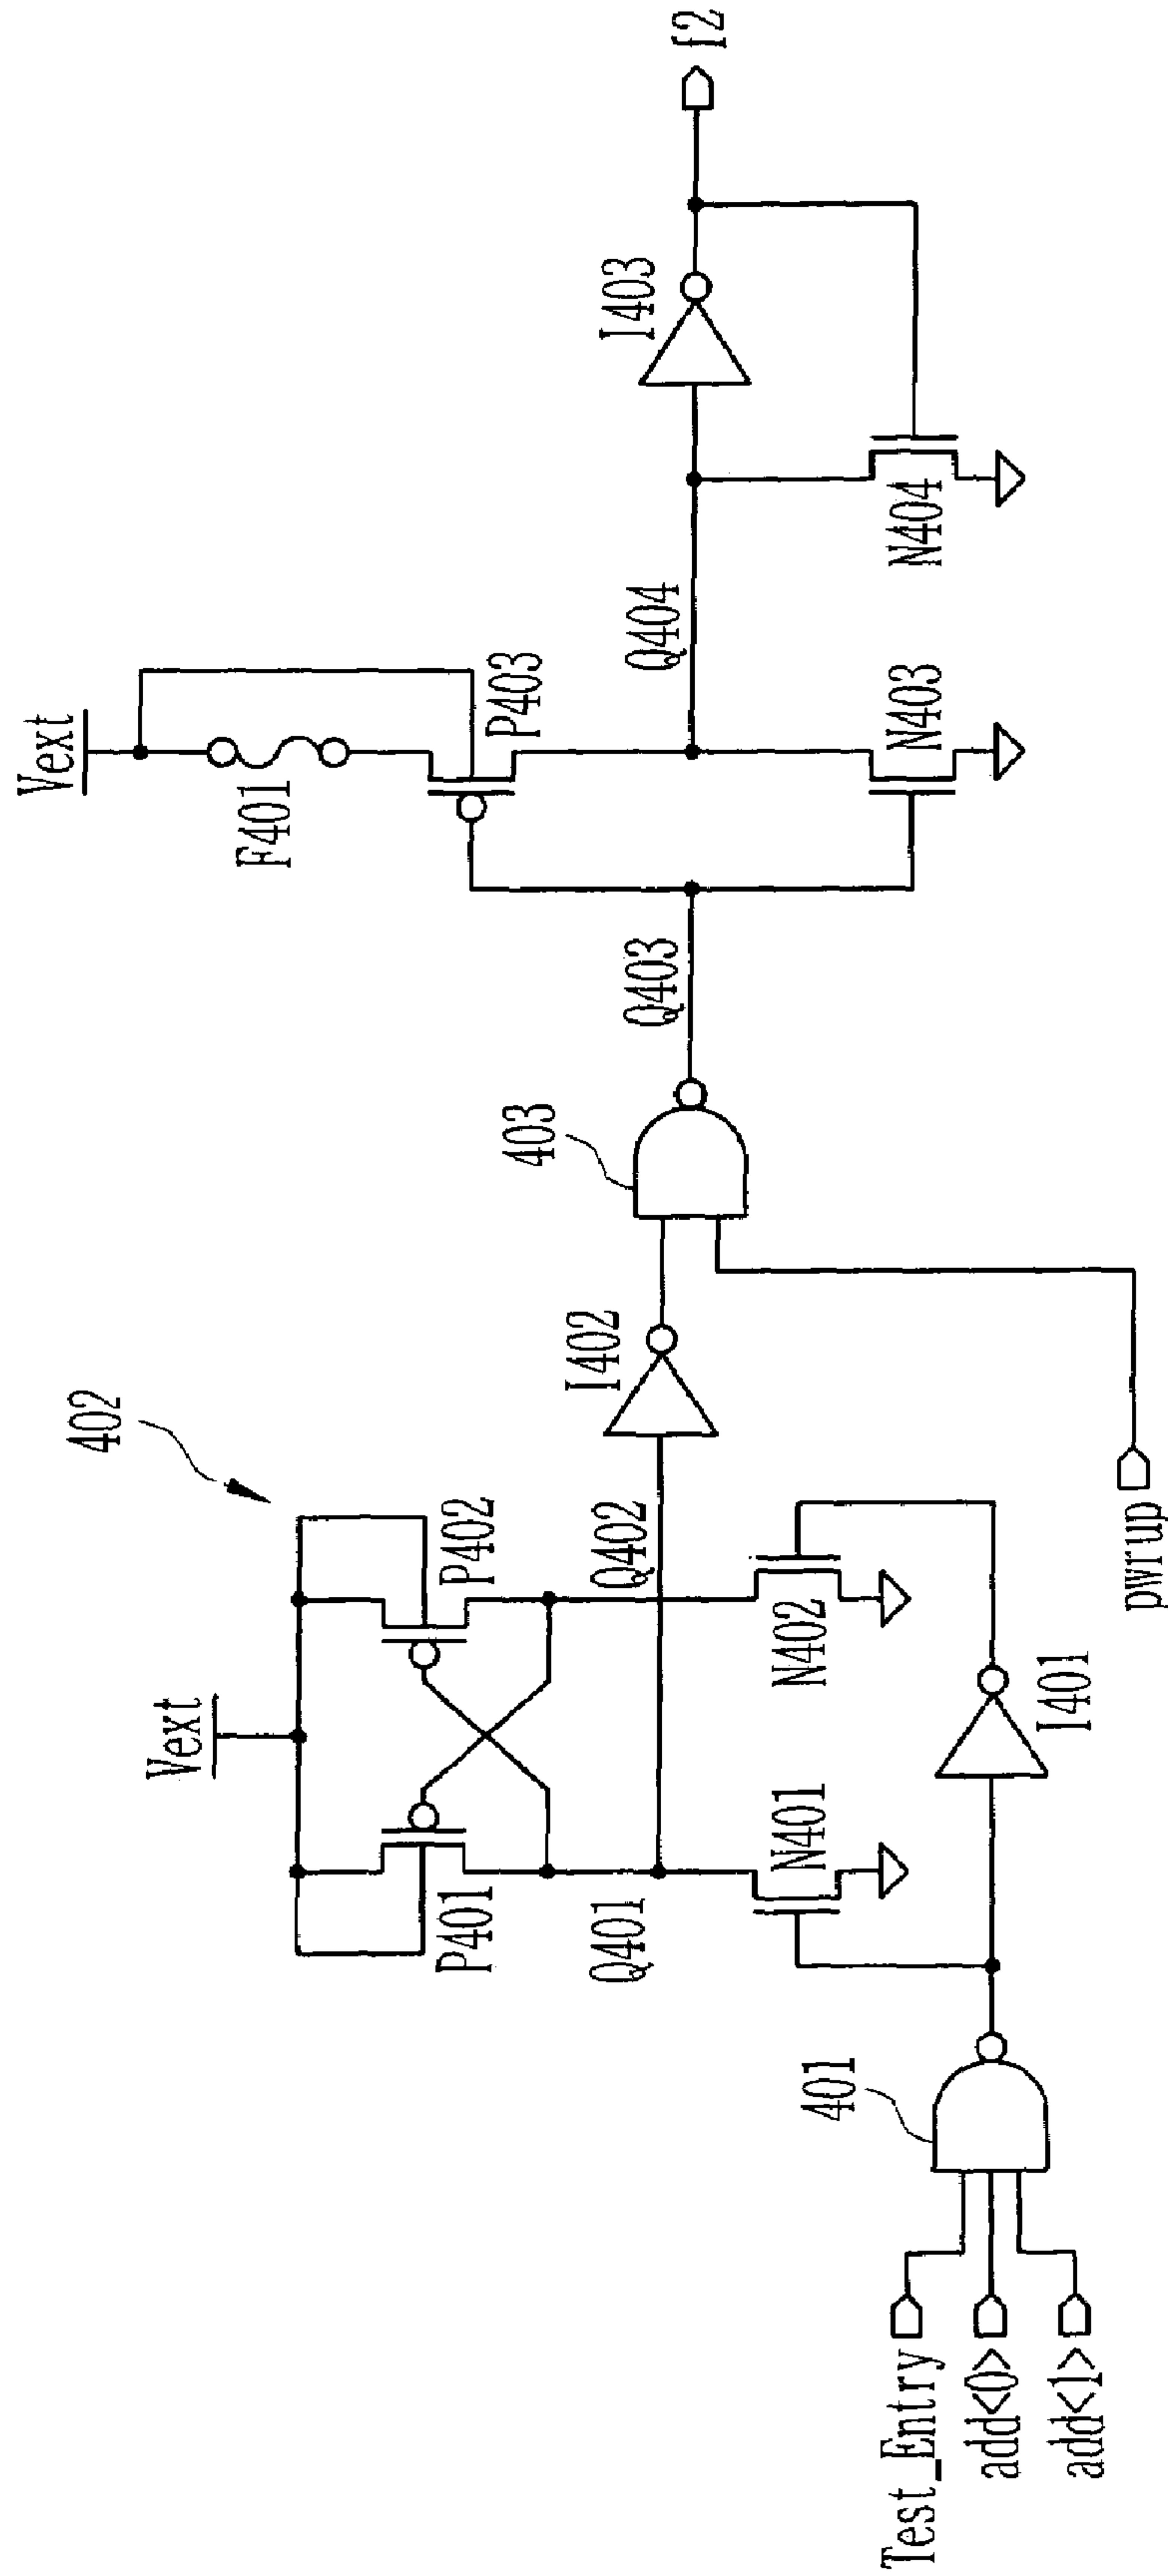 Test_Entry
add<0>
add<1>
401
I401
N401
N402
Q401
Q402
P401
P402
Vext
402
I402
pwrup
403
Q403
Vext
F401
P403
N403
Q404
N404
I403
f2